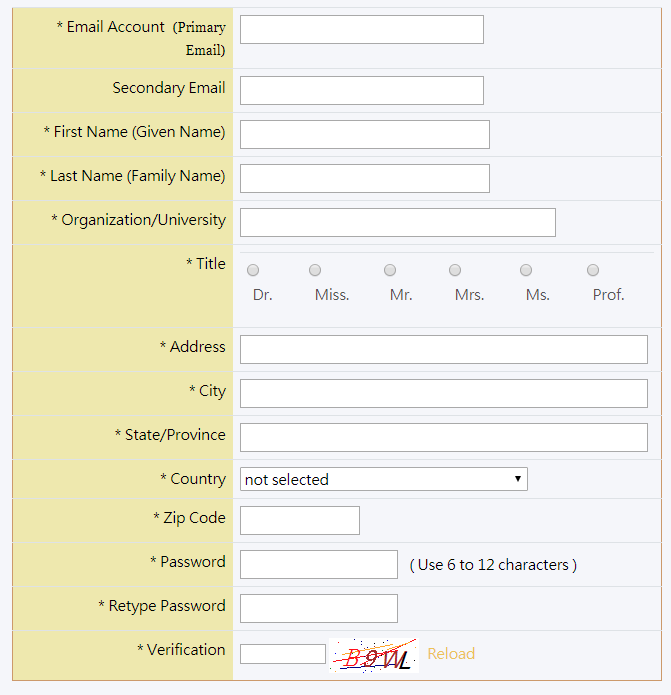 * Email Account (Primary
Email)
Secondary Email
* First Name (Given Name)
* Last Name (Family Name)
* Organization/University
* Title
Dr. Miss. Mr. Mrs. Ms. Prof.
* Address
* City
* State/Province
* Country not selected
* Zip Code
* Password ( Use 6 to 12 characters )
* Retype Password
* Verification Reload